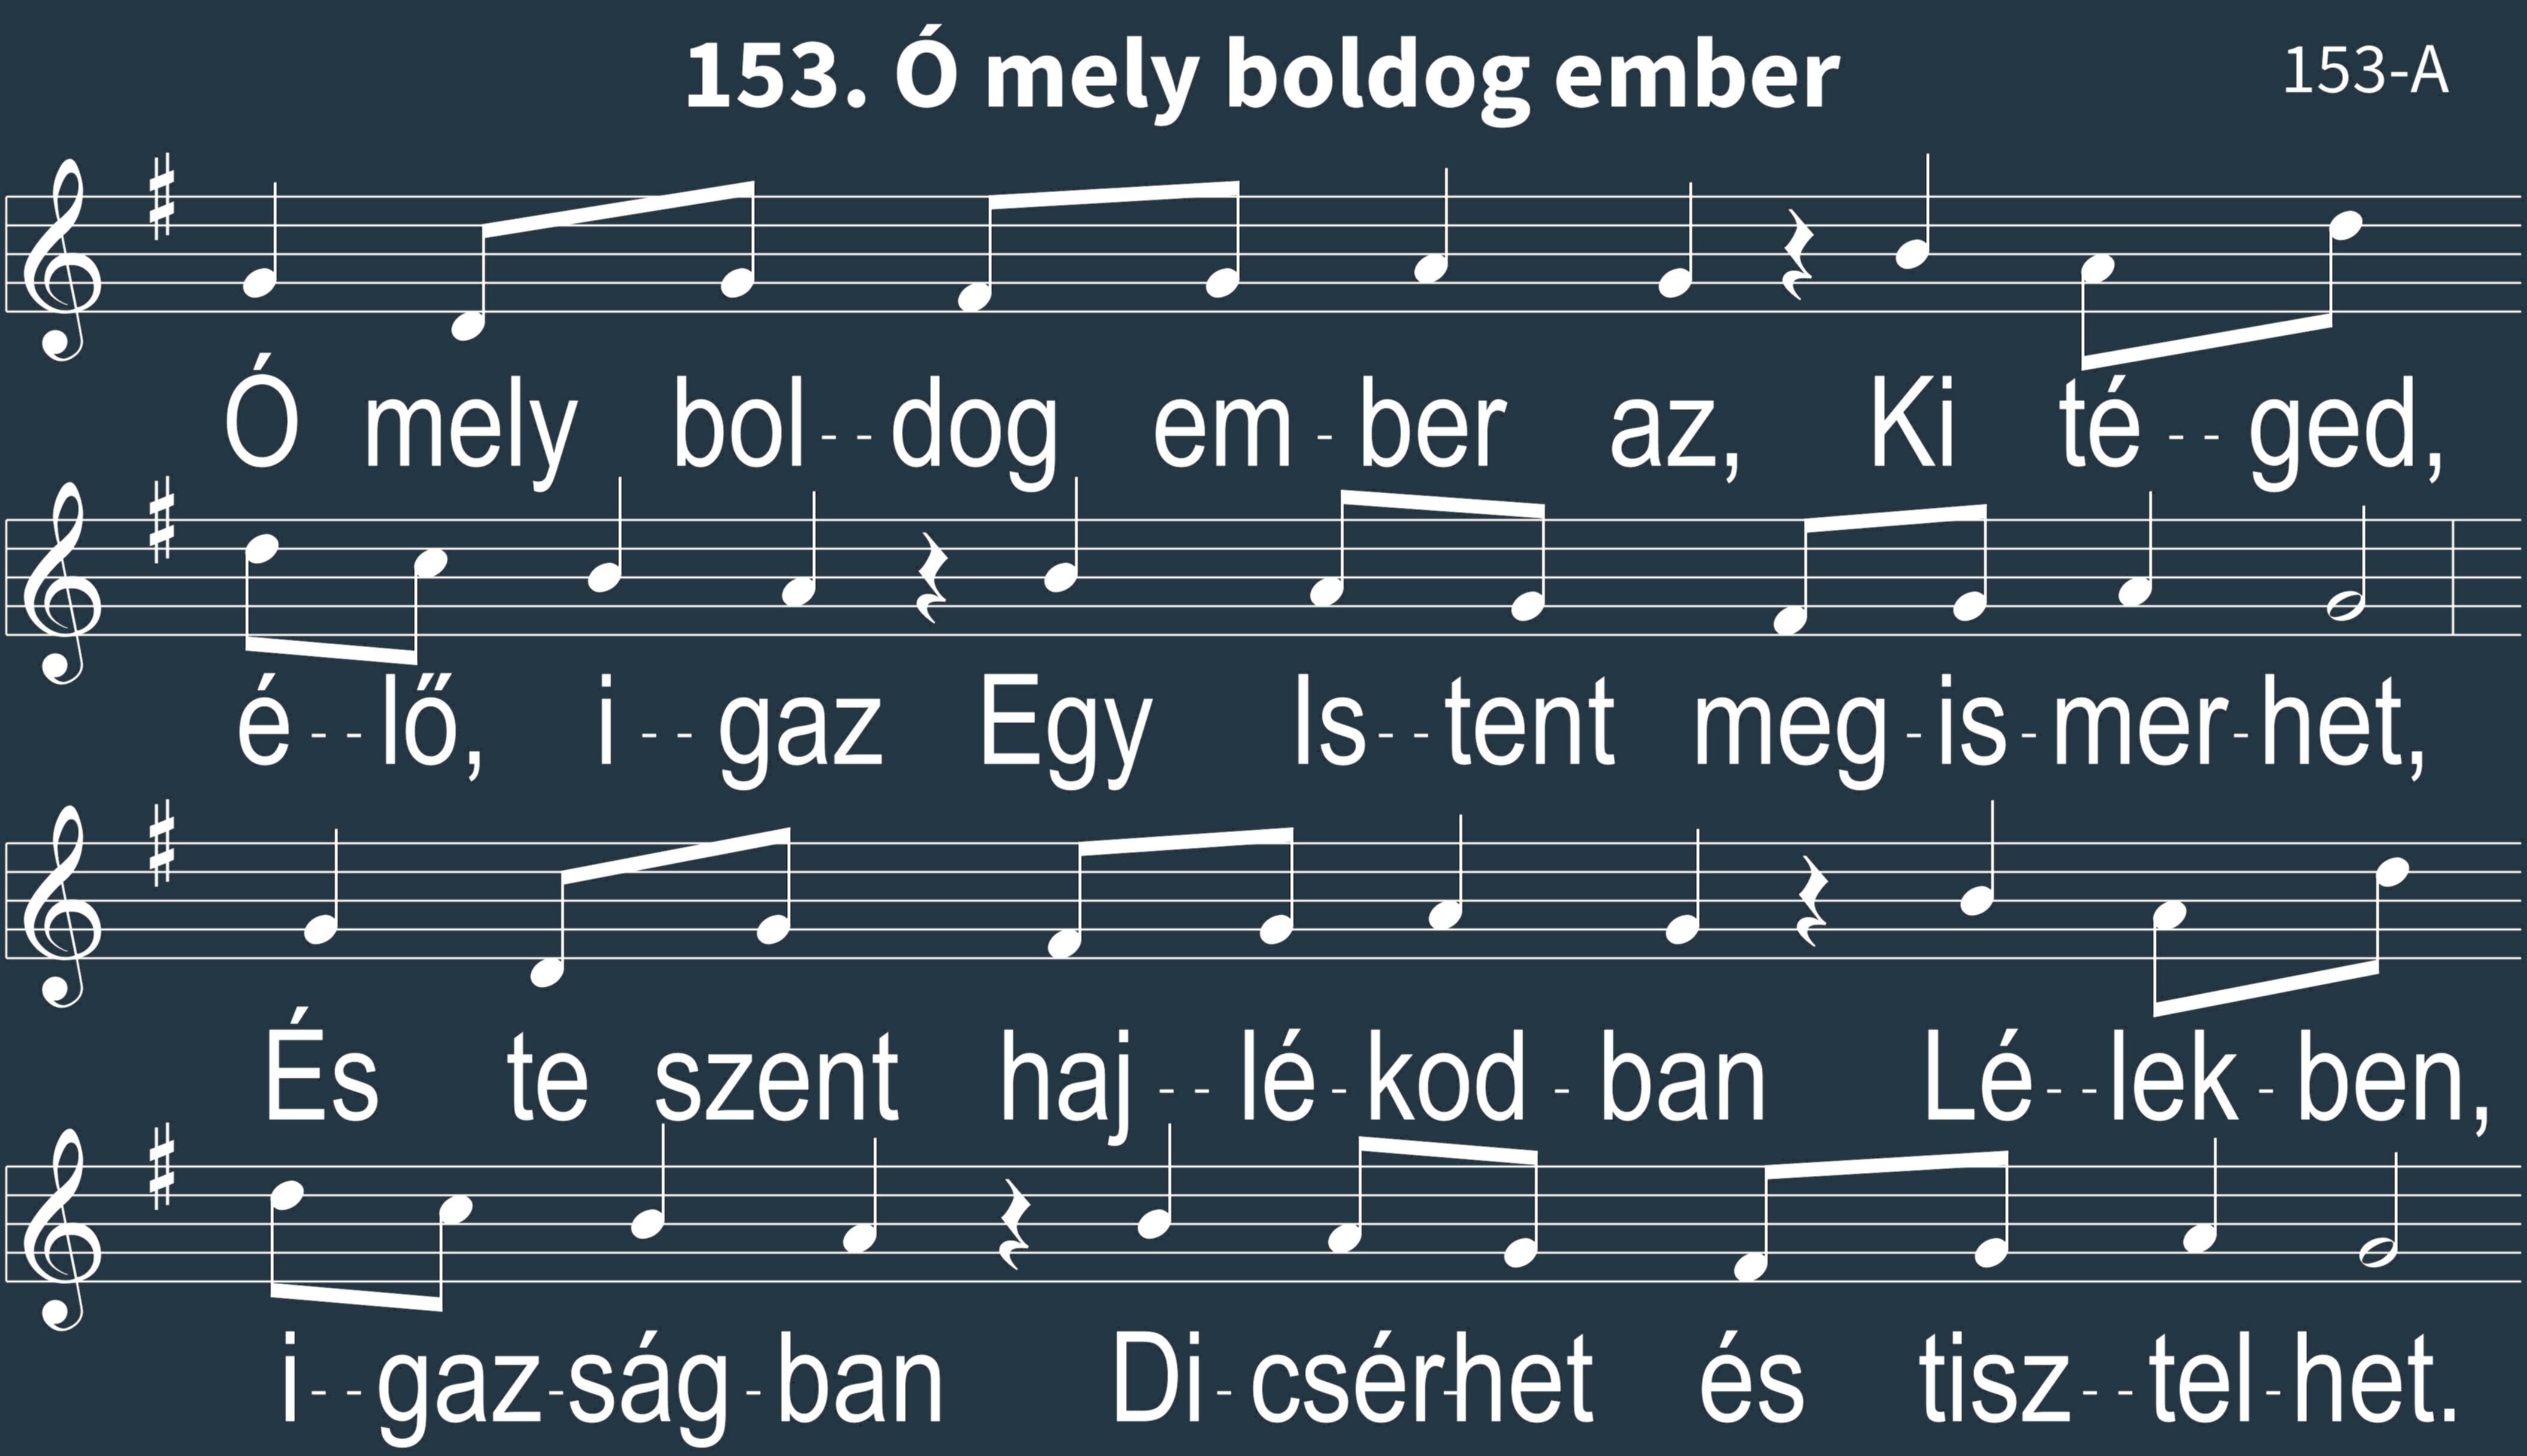 153. Ó mely boldog ember
153-A
Ó mely bol--dog em-ber az, Ki té--ged,
é--lő, i--gaz Egy Is--tent meg-is-mer-het,
És te szent haj--lé-kod-ban Lé--lek-ben,
i--gaz-ság-ban Di-csér-het és tisz--tel-het.